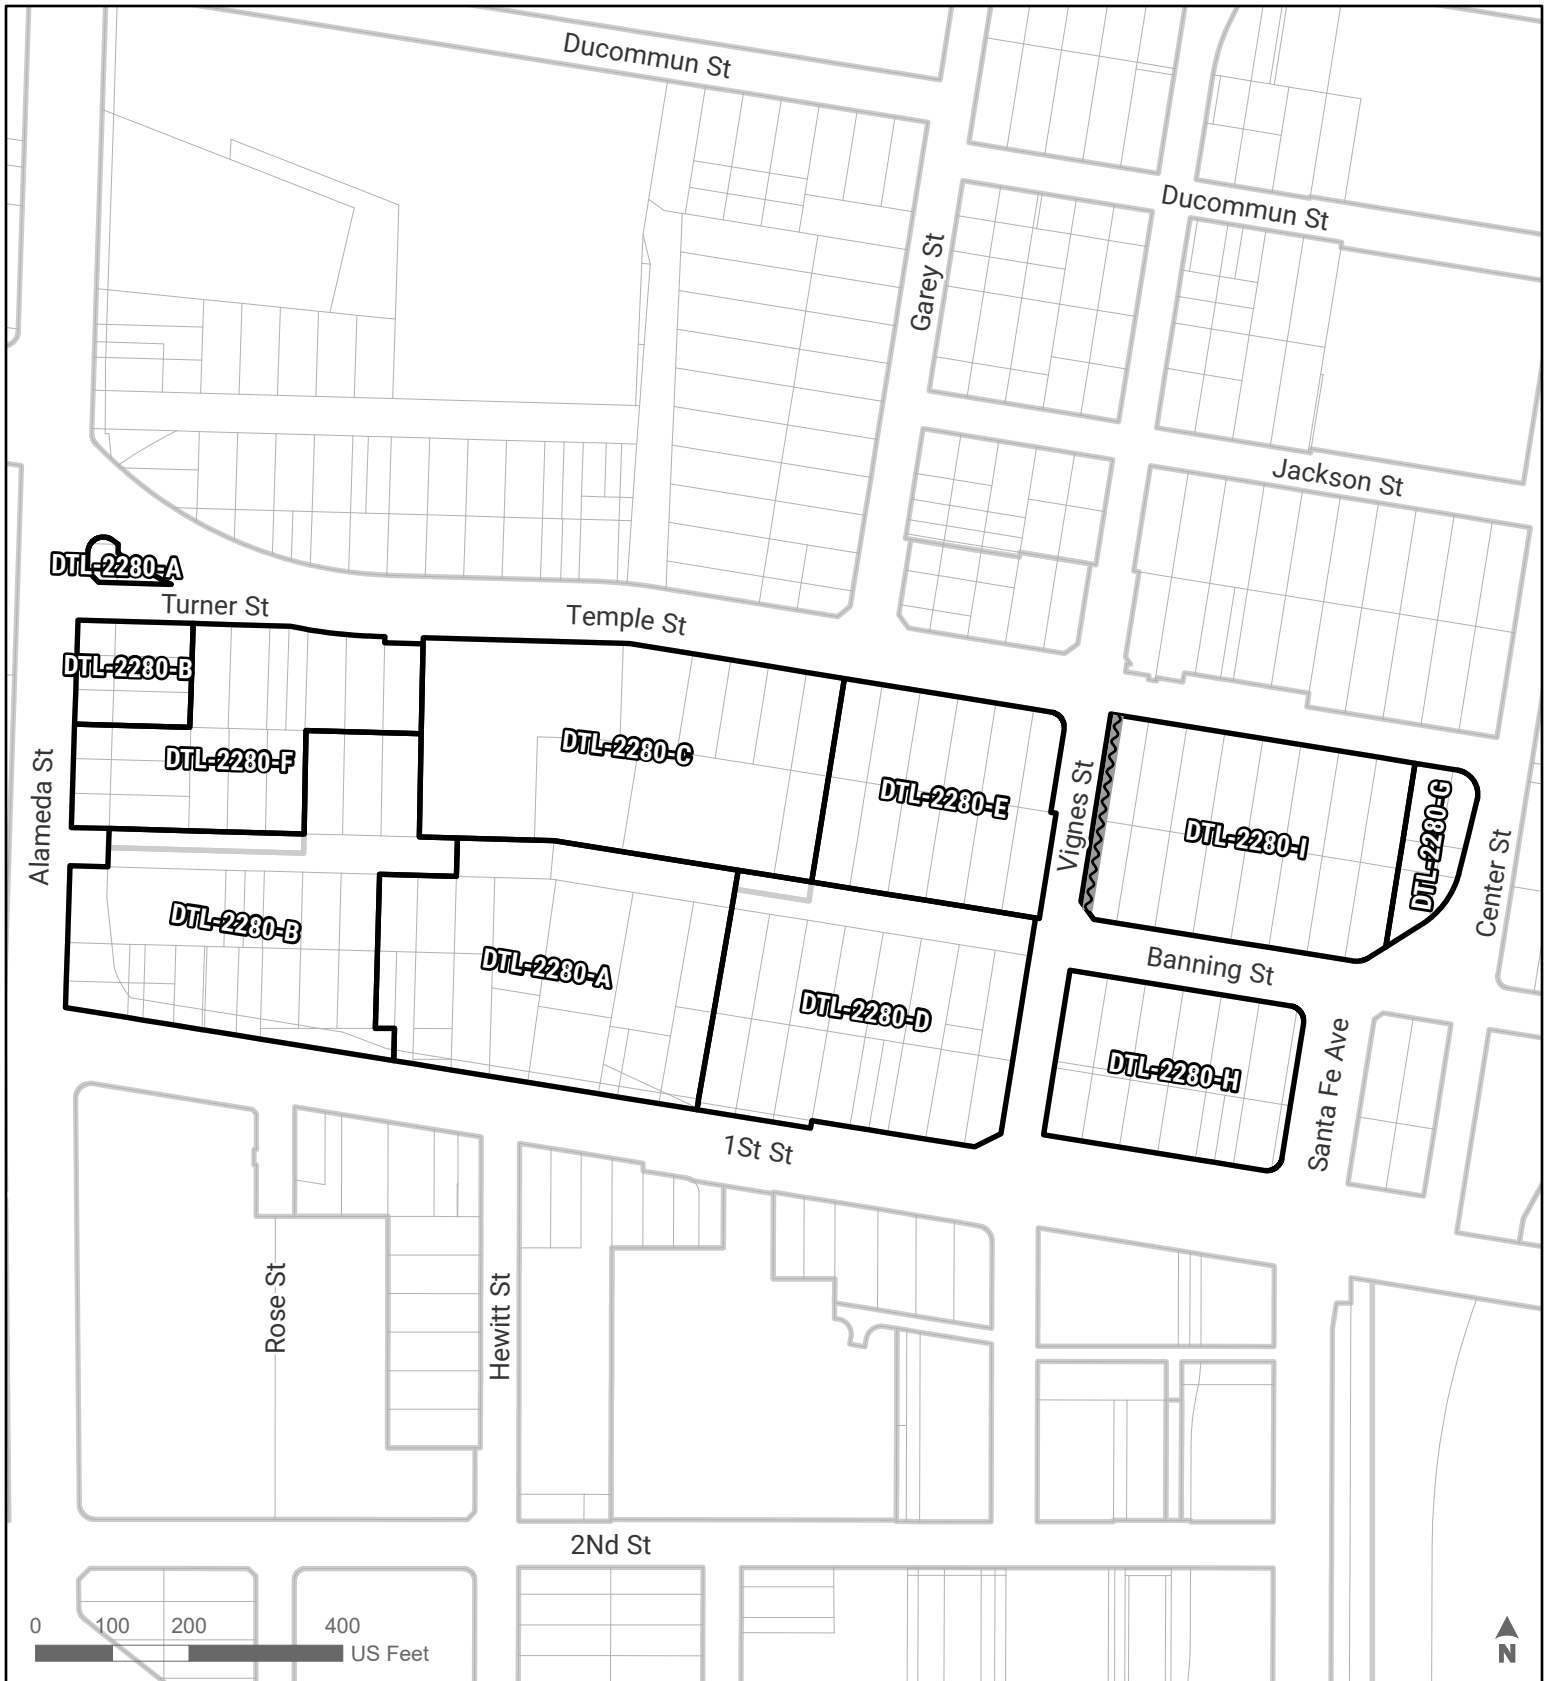 Ducommun St
Ducommun St
Garey St
Jackson St
DTL-2280-A
Turner St
Temple St
DTL-2280-B
DTL-2280-F
DTL-2280-C
DTL-2280-E
Alameda St
Vignes St
DTL-2280-I
DTL-2280-G
Center St
DTL-2280-B
DTL-2280-A
DTL-2280-D
Banning St
DTL-2280-H
Santa Fe Ave
1St St
Rose St
Hewitt St
2Nd St
0 100 200 400
US Feet
N